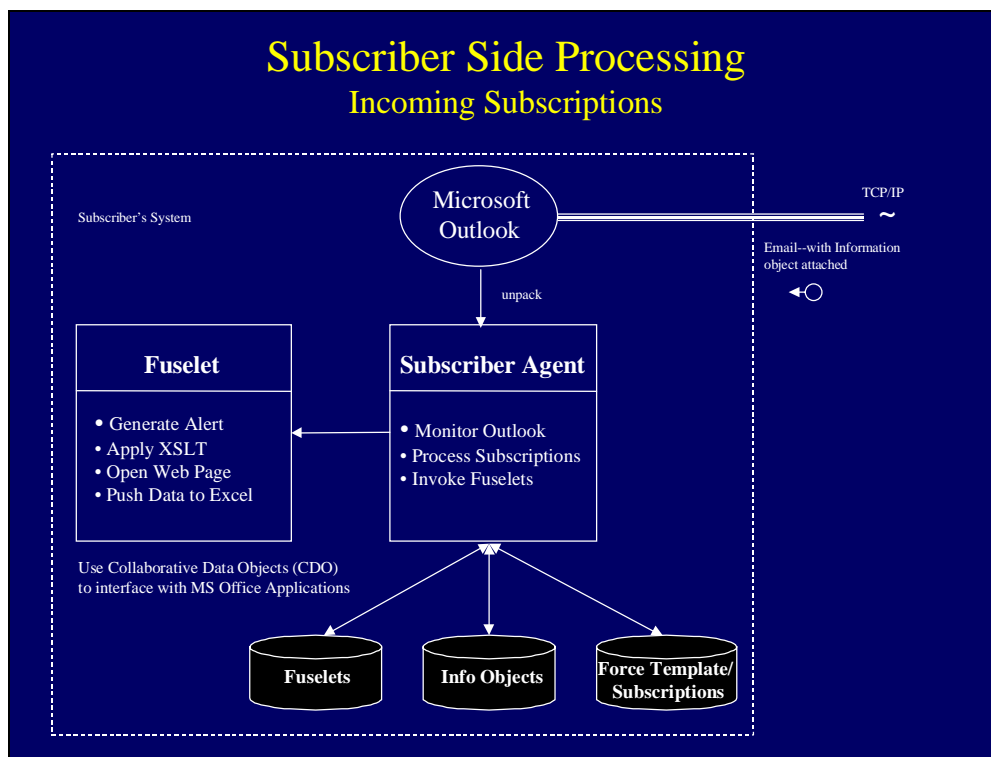 Subscriber Side Processing
Incoming Subscriptions
Subscriber's System
Microsoft
Outlook
TCP/IP
~
Email--with Information
object attached
unpack
Fuselet
• Generate Alert
• Apply XSLT
• Open Web Page
• Push Data to Excel
Subscriber Agent
• Monitor Outlook
• Process Subscriptions
• Invoke Fuselets
Use Collaborative Data Objects (CDO)
to interface with MS Office Applications
Fuselets
Info Objects
Force Template/
Subscriptions